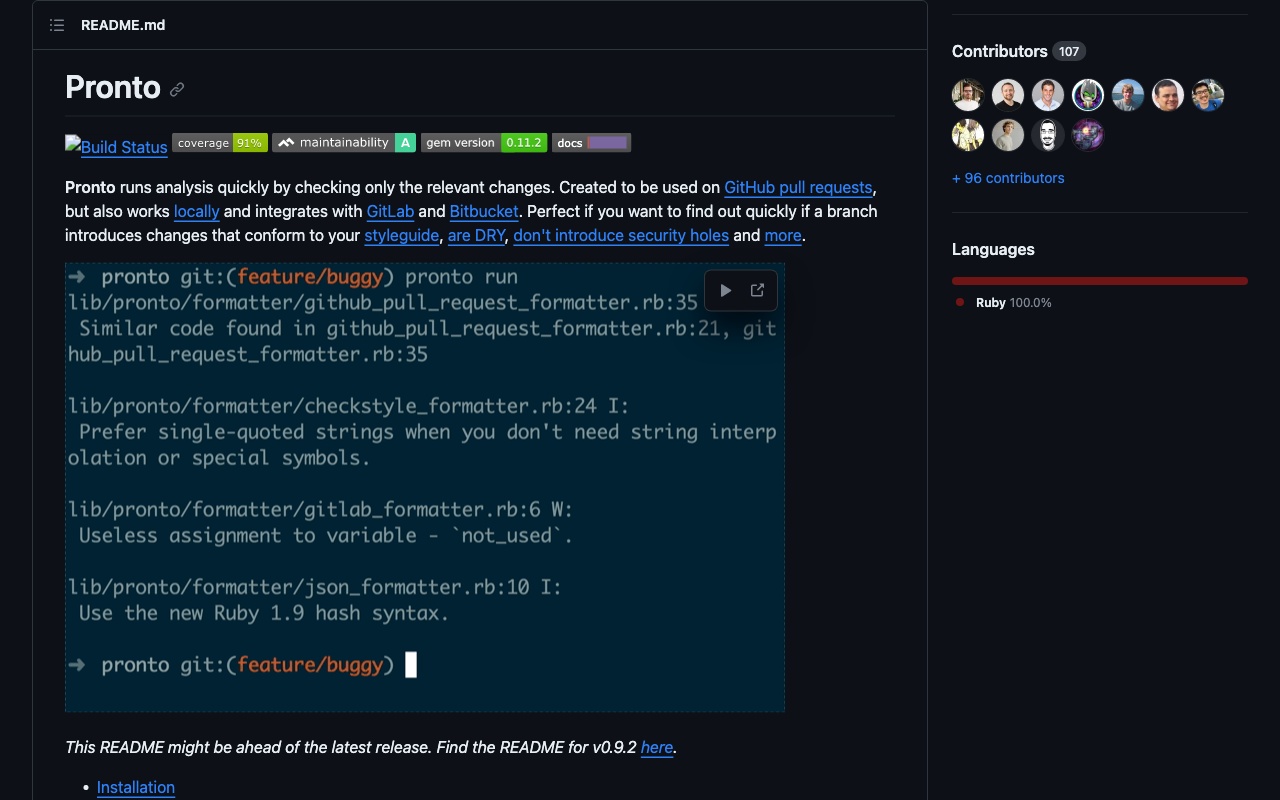 README.md
Pronto
Build Status coverage 91% maintainability A gem version 0.11.2 docs
Pronto runs analysis quickly by checking only the relevant changes. Created to be used on GitHub pull requests,
but also works locally and integrates with GitLab and Bitbucket. Perfect if you want to find out quickly if a branch
introduces changes that conform to your styleguide, are DRY, don't introduce security holes and more.
➜ pronto git:(feature/buggy) pronto run
lib/pronto/formatter/github_pull_request_formatter.rb:35
Similar code found in github_pull_request_formatter.rb:21, git
hub_pull_request_formatter.rb:35
lib/pronto/formatter/checkstyle_formatter.rb:24 I:
Prefer single-quoted strings when you don't need string interp
olation or special symbols.
lib/pronto/formatter/gitlab_formatter.rb:6 W:
Useless assignment to variable - `not_used`.
lib/pronto/formatter/json_formatter.rb:10 I:
Use the new Ruby 1.9 hash syntax.
➜ pronto git:(feature/buggy)
This README might be ahead of the latest release. Find the README for v0.9.2 here.
• Installation
Contributors 107
+ 96 contributors
Languages
Ruby 100.0%